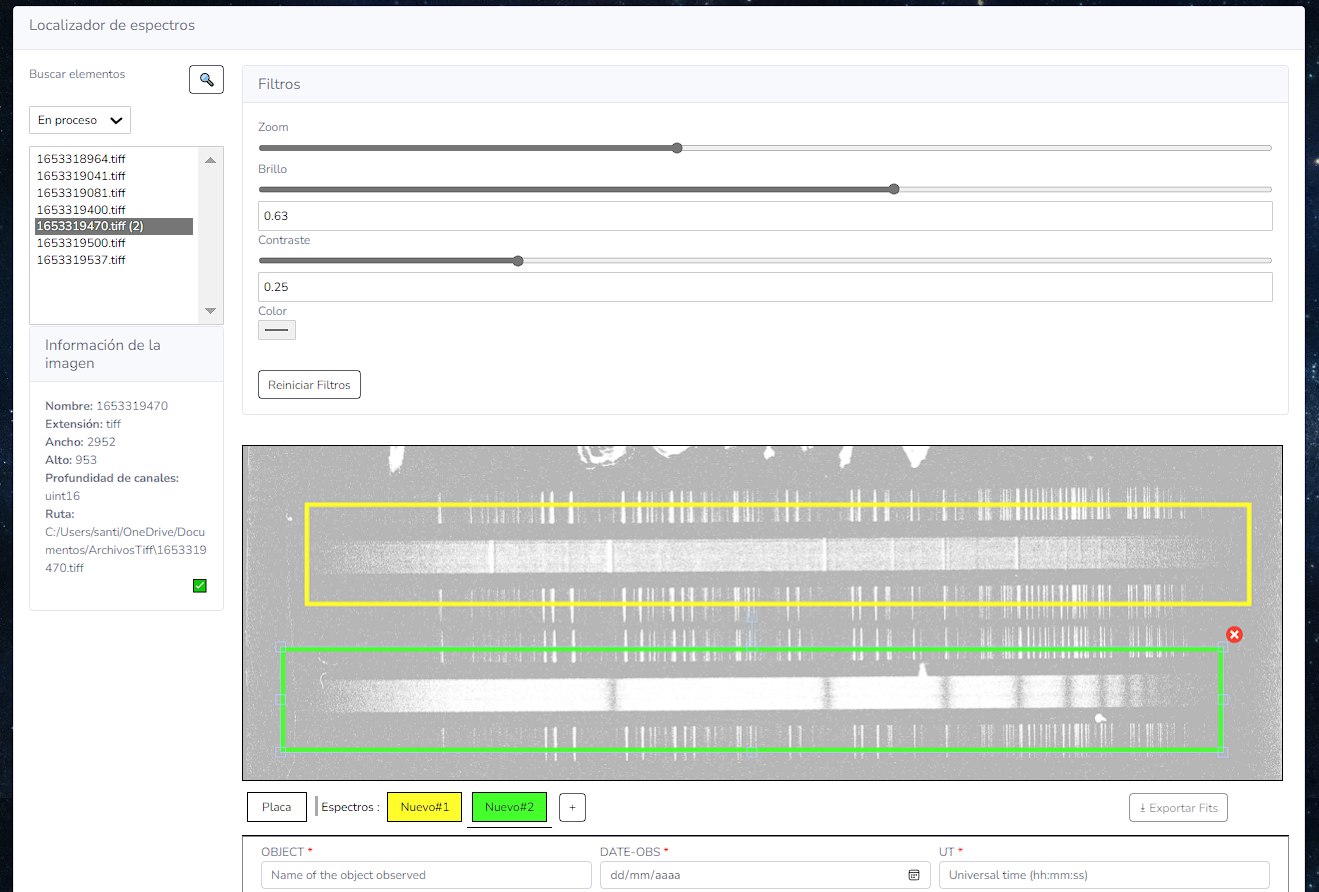 Localizador de espectros
Buscar elementos
En proceso
1653318964.tiff
1653319041.tiff
1653319081.tiff
1653319400.tiff
1653319470.tiff (2)
1653319500.tiff
1653319537.tiff
Información de la
imagen
Nombre: 1653319470
Extensión: tiff
Ancho: 2952
Alto: 953
Profundidad de canales:
uint16
Ruta:
C:/Users/santi/OneDrive/Docu
mentos/ArchivosTiff\1653319
470.tiff
Filtros
Zoom
Brillo
0.63
Contraste
0.25
Color
Reiniciar Filtros
Placa
Espectros :
Nuevo#1
Nuevo#2
+
Exportar Fits
OBJECT *
Name of the object observed
DATE-OBS *
dd/mm/aaaa
UT *
Universal time (hh:mm:ss)